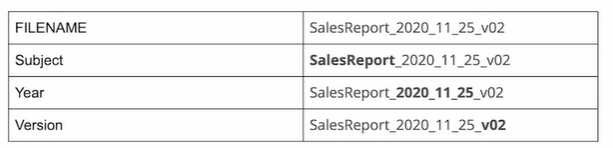 FILENAME SalesReport_2020_11_25_v02
Subject SalesReport_2020_11_25_v02
Year SalesReport_2020_11_25_v02
Version SalesReport_2020_11_25_v02